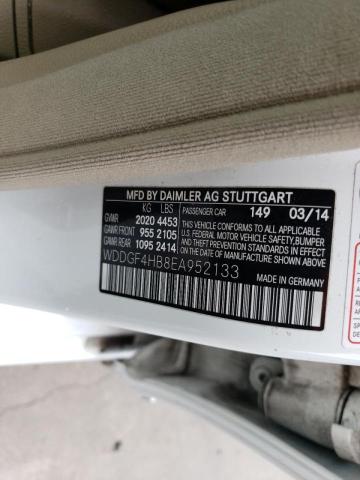 MFD BY DAIMLER AG STUTTGART
KG LBS
GVWR 2020 4453
GAWR FRONT 955 2105
GAWR REAR 1095 2414
PASSENGER CAR 149 03/14
THIS VEHICLE CONFORMS TO ALL APPLICABLE
U.S. FEDERAL MOTOR VEHICLE SAFETY, BUMPER
AND THEFT PREVENTION STANDARDS IN EFFECT
ON THE DATE OF MANUFACTURE SHOWN ABOVE
WDDGF4HB8EA952133
MADE IN GERMANY